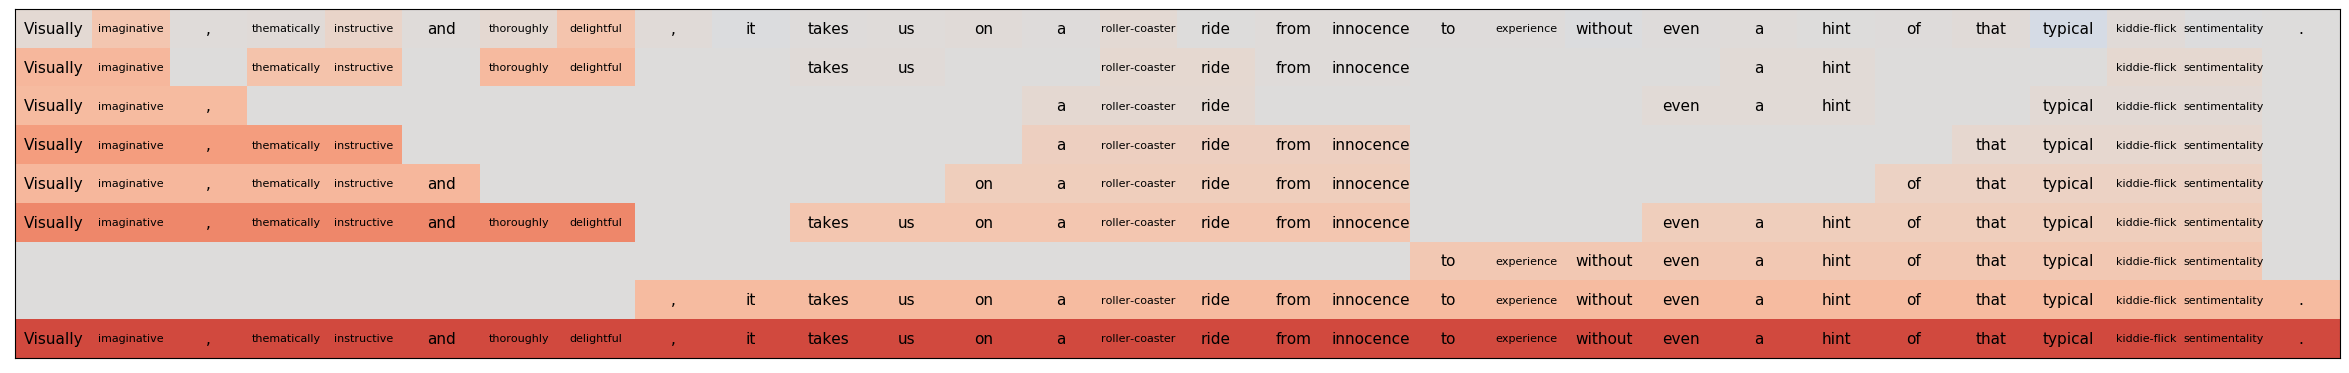 Visually imaginative , thematically instructive and thoroughly delightful , it takes us on a roller-coaster ride from innocence to experience without even a hint of that typical kiddie-flick sentimentality .
Visually imaginative thematically instructive thoroughly delightful takes us roller-coaster ride from innocence a hint kiddie-flick sentimentality
Visually imaginative , a roller-coaster ride even a hint typical kiddie-flick sentimentality
Visually imaginative , thematically instructive a roller-coaster ride from innocence that typical kiddie-flick sentimentality
Visually imaginative , thematically instructive and on a roller-coaster ride from innocence of that typical kiddie-flick sentimentality
Visually imaginative , thematically instructive and thoroughly delightful takes us on a roller-coaster ride from innocence even a hint of that typical kiddie-flick sentimentality
to experience without even a hint of that typical kiddie-flick sentimentality
, it takes us on a roller-coaster ride from innocence to experience without even a hint of that typical kiddie-flick sentimentality .
Visually imaginative , thematically instructive and thoroughly delightful , it takes us on a roller-coaster ride from innocence to experience without even a hint of that typical kiddie-flick sentimentality .